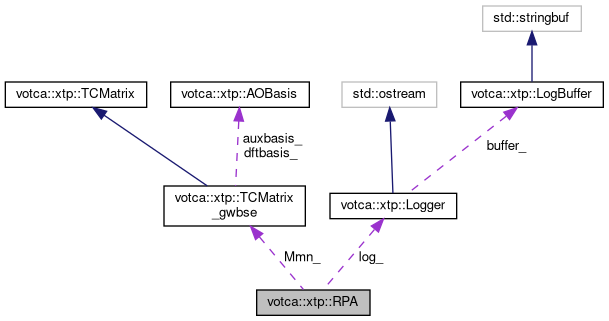 std::stringbuf
votca::xtp::TCMatrix
votca::xtp::AOBasis
std::ostream
votca::xtp::LogBuffer
auxbasis_
dftbasis_
buffer_
votca::xtp::TCMatrix
_gwbse
votca::xtp::Logger
Mmn_
log_
votca::xtp::RPA